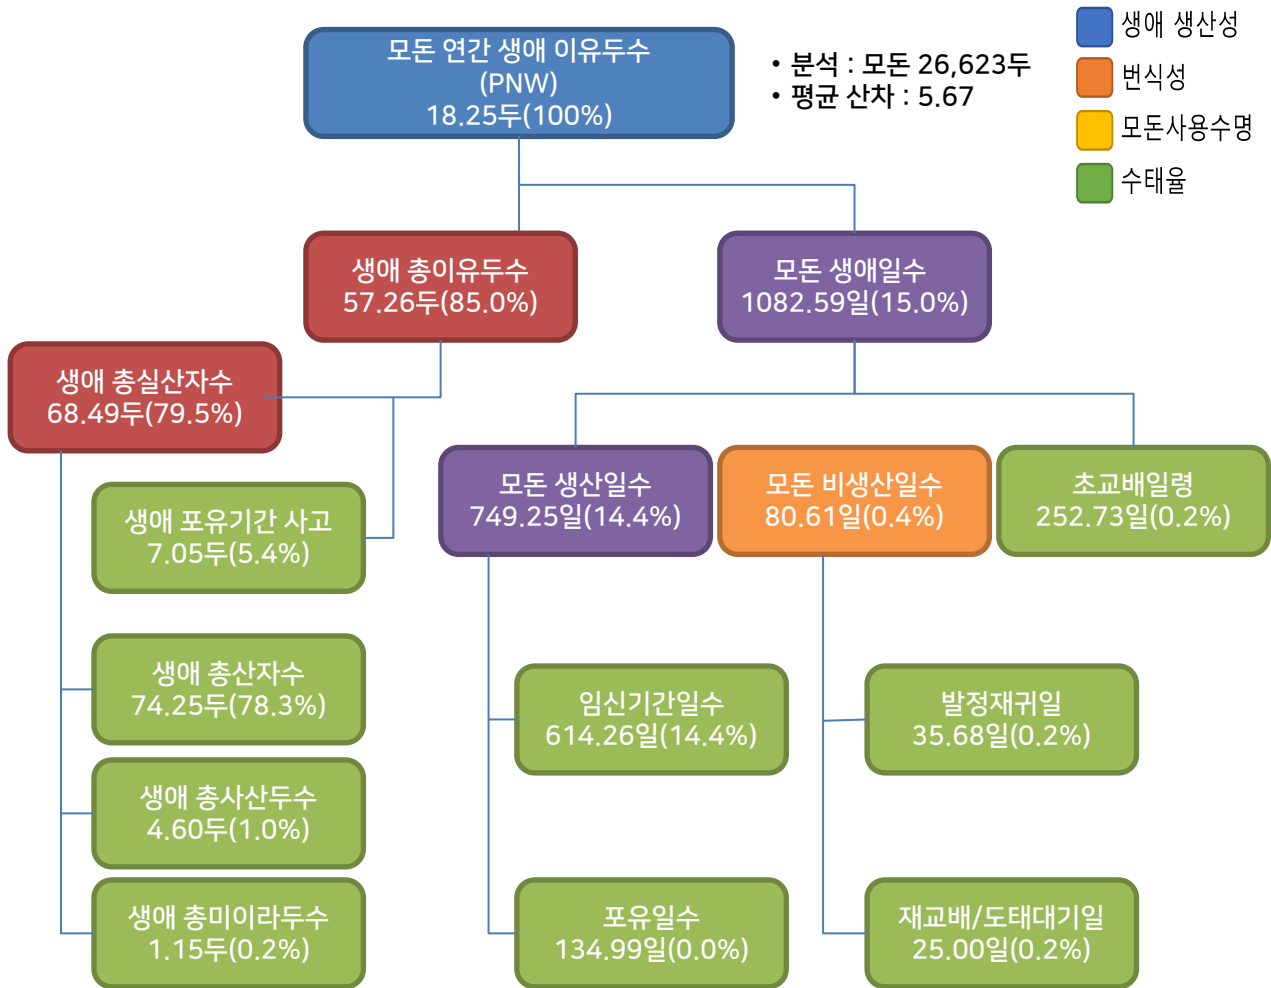 모돈 연간 생애 이유두수
(PNW)
18.25두(100%)
• 분석 : 모돈 26,623두
• 평균 산차 : 5.67
생애 생산성
번식성
모돈사용수명
수태율
생애 총이유두수
57.26두(85.0%)
모돈 생애일수
1082.59일(15.0%)
생애 총실산자수
68.49두(79.5%)
모돈 생산일수
749.25일(14.4%)
모돈 비생산일수
80.61일(0.4%)
초교배일령
252.73일(0.2%)
생애 포유기간 사고
7.05두(5.4%)
생애 총산자수
74.25두(78.3%)
임신기간일수
614.26일(14.4%)
발정재귀일
35.68일(0.2%)
생애 총사산두수
4.60두(1.0%)
생애 총미이라두수
1.15두(0.2%)
포유일수
134.99일(0.0%)
재교배/도태대기일
25.00일(0.2%)